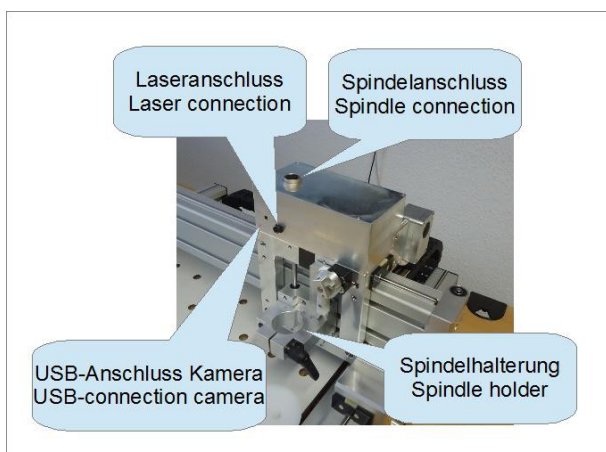 Laseranschluss
Laser connection
Spindelanschluss
Spindle connection
USB-Anschluss Kamera
USB-connection camera
Spindelhalterung
Spindle holder